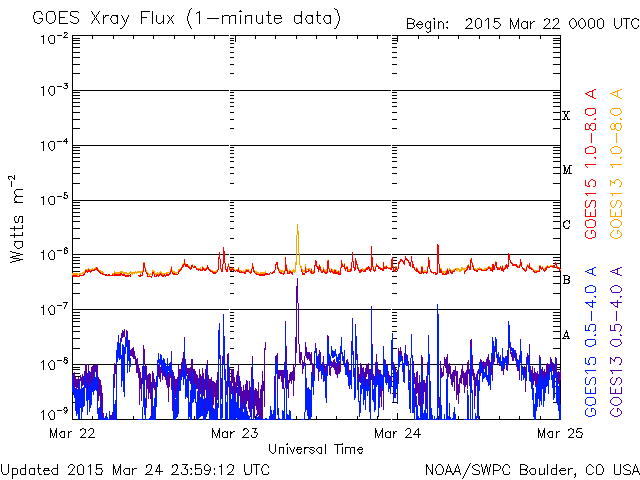 GOES Xray Flux (1-minute data)
Begin: 2015 Mar 22 0000 UTC
10-2
10-3
10-4
10-5
10-6
10-7
10-8
10-9
Watts m-2
X
M
C
B
A
GOES15 1.0-8.0 A
GOES13 1.0-8.0 A
GOES15 0.5-4.0 A
GOES13 0.5-4.0 A
Mar 22
Mar 23
Mar 24
Mar 25
Universal Time
Updated 2015 Mar 24 23:59:12 UTC
NOAA/SWPC Boulder, CO USA